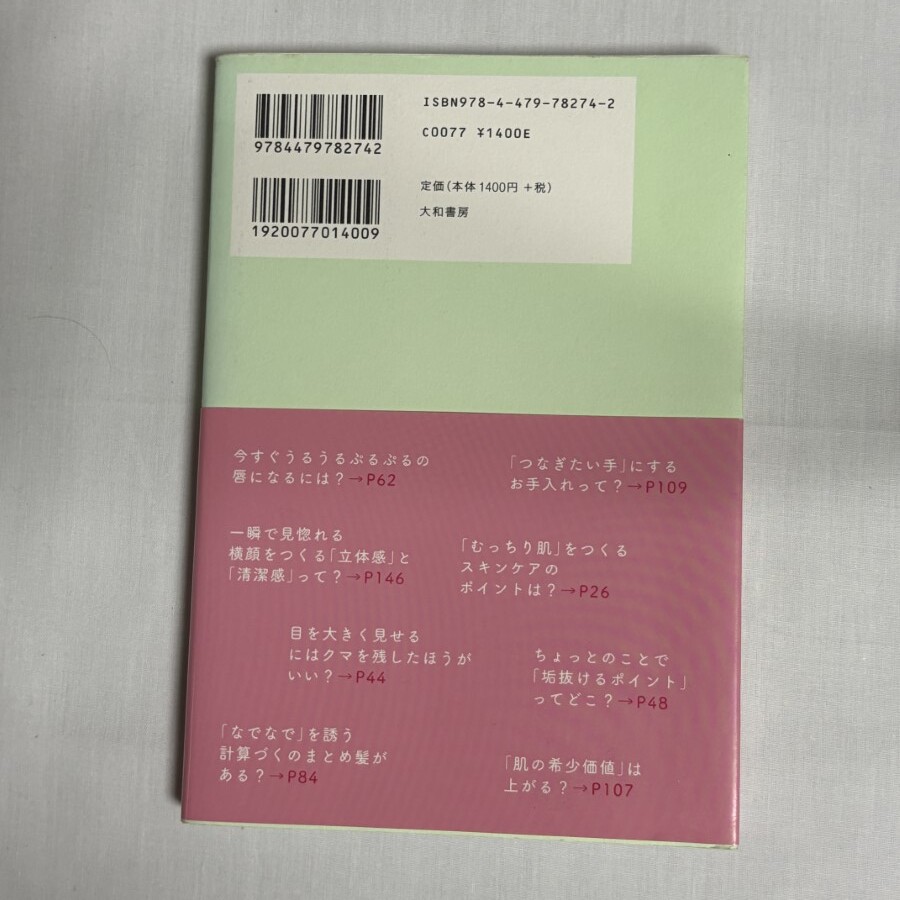 ISBN978-4-479-78274-2
C0077 ¥1400E
9784479782742
定価(本体1400円+税)
大和書房
1920077014009
今すぐうるうるぷるぷるの
唇になるには?→P62
「つなぎたい手」にする
お手入れって?→P109
一瞬で見惚れる
横顔をつくる「立体感」と
「清潔感」って?→P146
「むっちり肌」をつくる
スキンケアの
ポイントは?→P26
目を大きく見せる
にはクマを残したほうが
いい?→P44
ちょっとのことで
「垢抜けるポイント」
ってどこ?→P48
「なでなで」を誘う
計算づくのまとめ髪が
ある?→P84
「肌の希少価値」は
上がる?→P107